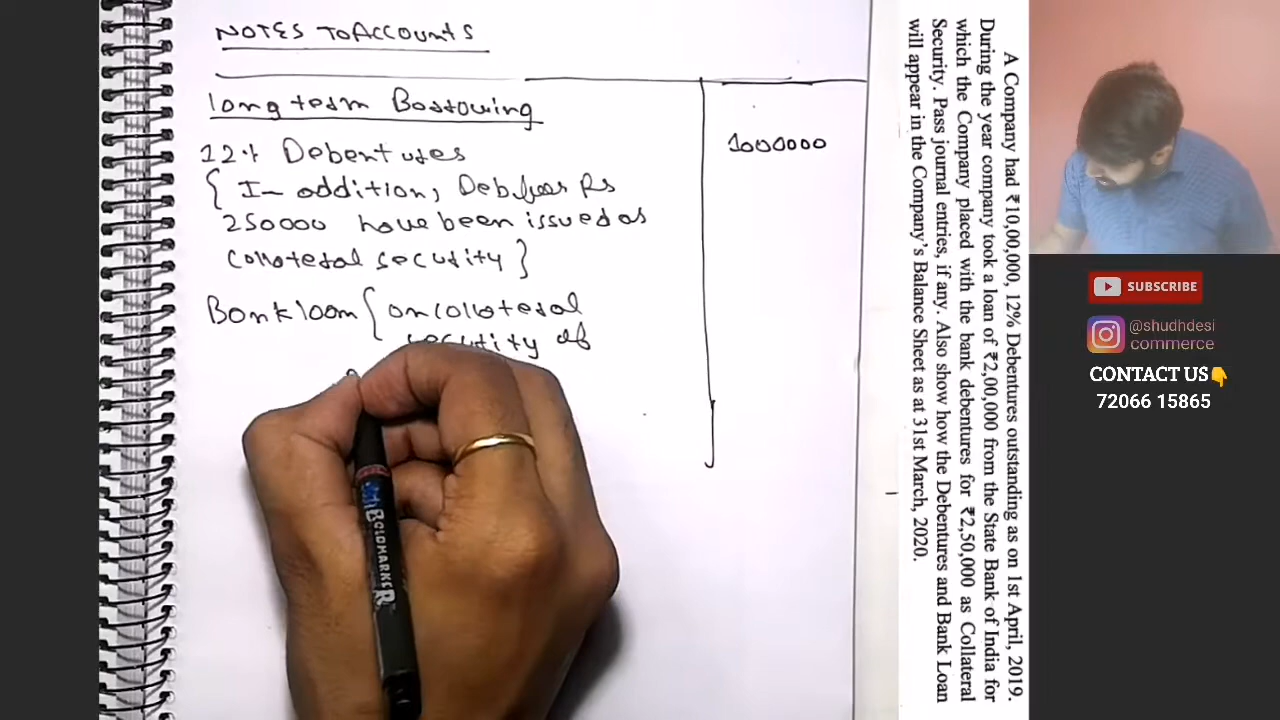 NOTES TO ACCOUNTS
long term Borrowing
12% Debentures
1000000
{ In addition, Deb for Rs
250000 have been issued as
collateral security }
Bank loan { on collateral
security of
A Company had ₹10,00,000, 12% Debentures outstanding as on 1st April, 2019.
During the year company took a loan of ₹2,00,000 from the State Bank of India for
which the Company placed with the bank debentures for ₹2,50,000 as Collateral
Security. Pass journal entries, if any. Also show how the Debentures and Bank Loan
will appear in the Company's Balance Sheet as at 31st March, 2020.
SUBSCRIBE
@shudhdesi
commerce
CONTACT US👇
72066 15865
BOLDMARKER